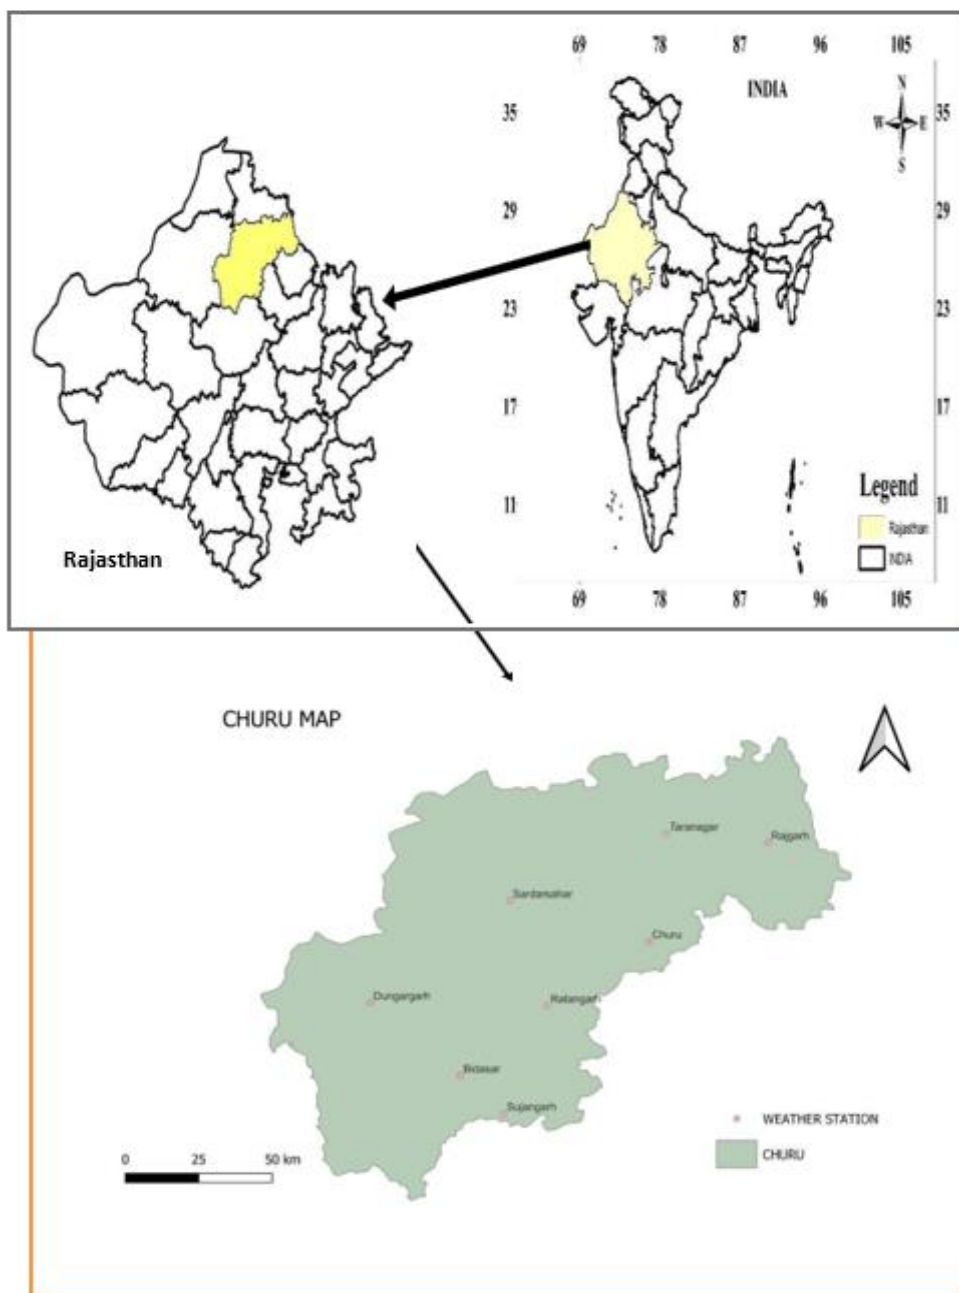 69 78 87 96 105
INDIA
N
W E
S
35 35
29 29
23 23
17 17
11 11
Legend
Rajasthan
INDIA
69 78 87 96 105
Rajasthan
CHURU MAP
Taranagar
Rajgarh
Sardarsahar
Churu
Dungargarh
Ratangarh
Bidasar
Sujangarh
WEATHER STATION
CHURU
0 25 50 km